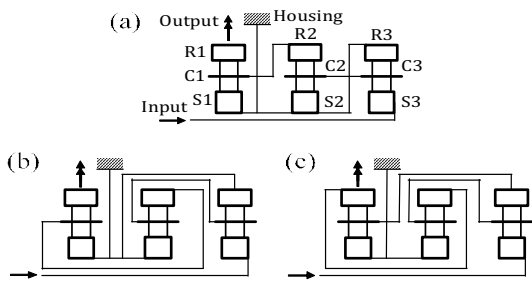 (a)
Output
Housing
R1
R2
R3
C1
C2
C3
S1
S2
S3
Input
(b)
(c)